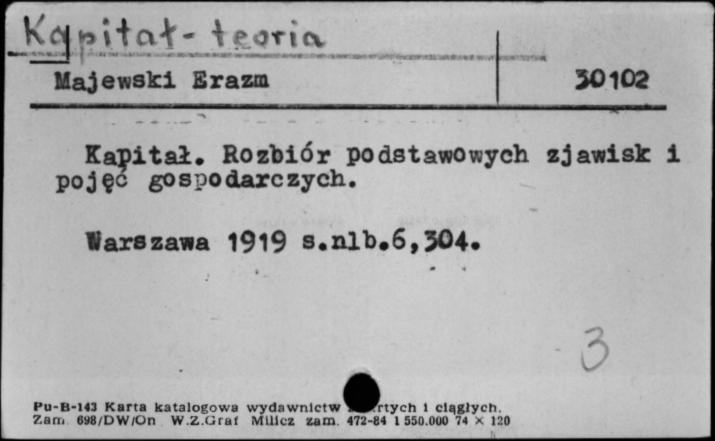 Kapitał - teoria
Majewski Erazm 30102
Kapitał. Rozbiór podstawowych zjawisk i
pojęć gospodarczych.
Warszawa 1919 s.nlb.6,304.
3
Pu-B-143 Karta katalogowa wydawnictw rtych i ciągłych.
Zam. 698/DW/On W.Z.Graf Milicz zam. 472-84 1 550.000 74 × 120